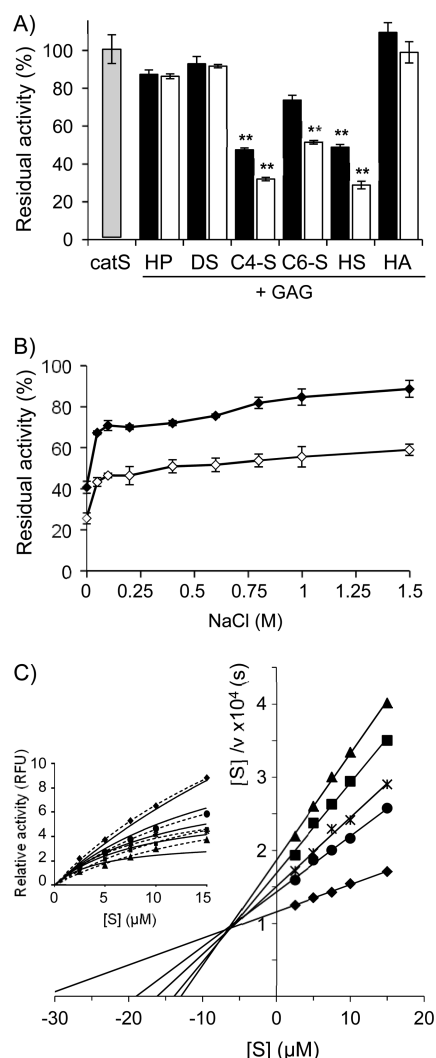 A)
Residual activity (%)
100
80
60
40
20
0
** ** ** ** **
catS HP DS C4-S C6-S HS HA
+ GAG
B)
Residual activity (%)
100
80
60
40
20
0
0 0.25 0.50 0.75 1.0 1.25 1.5
NaCl (M)
C)
[S] /v x10⁴ (s)
4
3
2
1
Relative activity (RFU)
10
8
6
4
2
0
0 5 10 15
[S] (µM)
-30 -20 -10 0 10 20
[S] (µM)